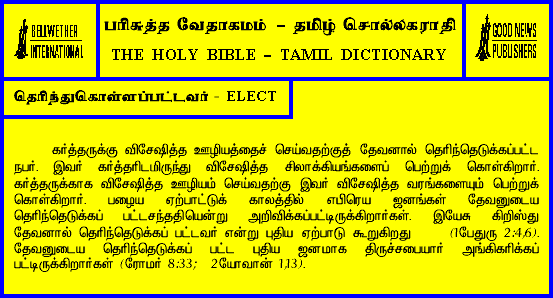 BELLWETHER
INTERNATIONAL
பரிசுத்த வேதாகமம் – தமிழ் சொல்லகராதி
THE HOLY BIBLE – TAMIL DICTIONARY
GOOD NEWS
PUBLISHERS
தெரிந்துகொள்ளப்பட்டவர் - ELECT
கர்த்தருக்கு விசேஷித்த ஊழியத்தைச் செய்வதற்குத் தேவனால் தெரிந்தெடுக்கப்பட்ட
நபர். இவர் கர்த்தரிடமிருந்து விசேஷித்த சிலாக்கியங்களைப் பெற்றுக் கொள்கிறார்.
கர்த்தருக்காக விசேஷித்த ஊழியம் செய்வதற்கு இவர் விசேஷித்த வரங்களையும் பெற்றுக்
கொள்கிறார். பழைய ஏற்பாட்டுக் காலத்தில் எபிரெய ஜனங்கள் தேவனுடைய
தெரிந்தெடுக்கப் பட்டசந்ததியென்று அறிவிக்கப்பட்டிருக்கிறார்கள். இயேசு கிறிஸ்து
தேவனால் தெரிந்தெடுக்கப் பட்டவர் என்று புதிய ஏற்பாடு கூறுகிறது (1பேதுரு 2:4,6).
தேவனுடைய தெரிந்தெடுக்கப் பட்ட புதிய ஜனமாக திருச்சபையார் அங்கிகரிக்கப்
பட்டிருக்கிறார்கள் (ரோமர் 8:33; 2யோவான் 1,13).